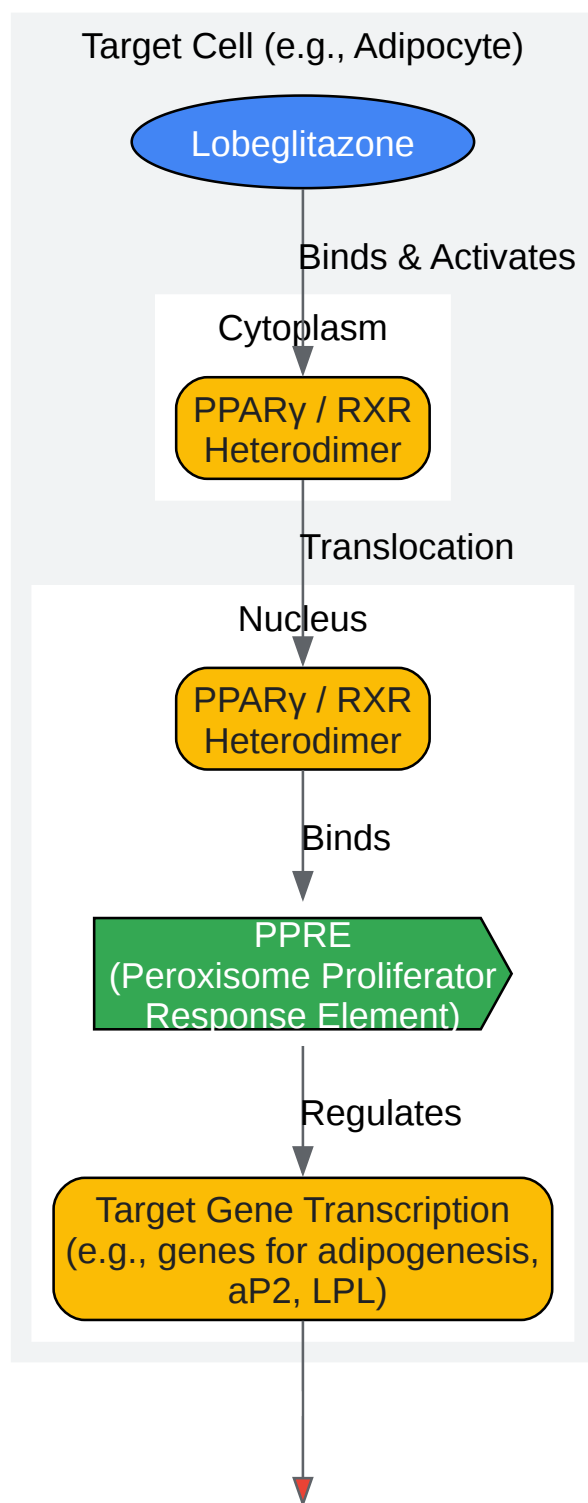 Target Cell (e.g., Adipocyte)
Lobeglitazone
Binds & Activates
Cytoplasm
PPARγ / RXR
Heterodimer
Translocation
Nucleus
PPARγ / RXR
Heterodimer
Binds
PPRE
(Peroxisome Proliferator
Response Element)
Regulates
Target Gene Transcription
(e.g., genes for adipogenesis,
aP2, LPL)